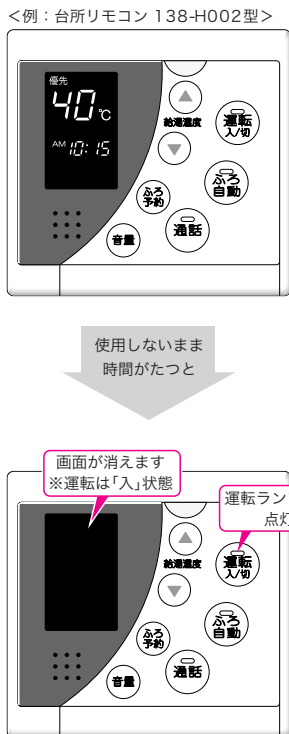 <例：台所リモコン 138-H002型>
優先
40℃
AM 10:15
給湯温度
運転
入/切
ふろ
自動
ふろ
予約
通話
音量
使用しないまま
時間がたつと
画面が消えます
※運転は「入」状態
運転ラン
点灯
給湯温度
運転
入/切
ふろ
自動
ふろ
予約
通話
音量